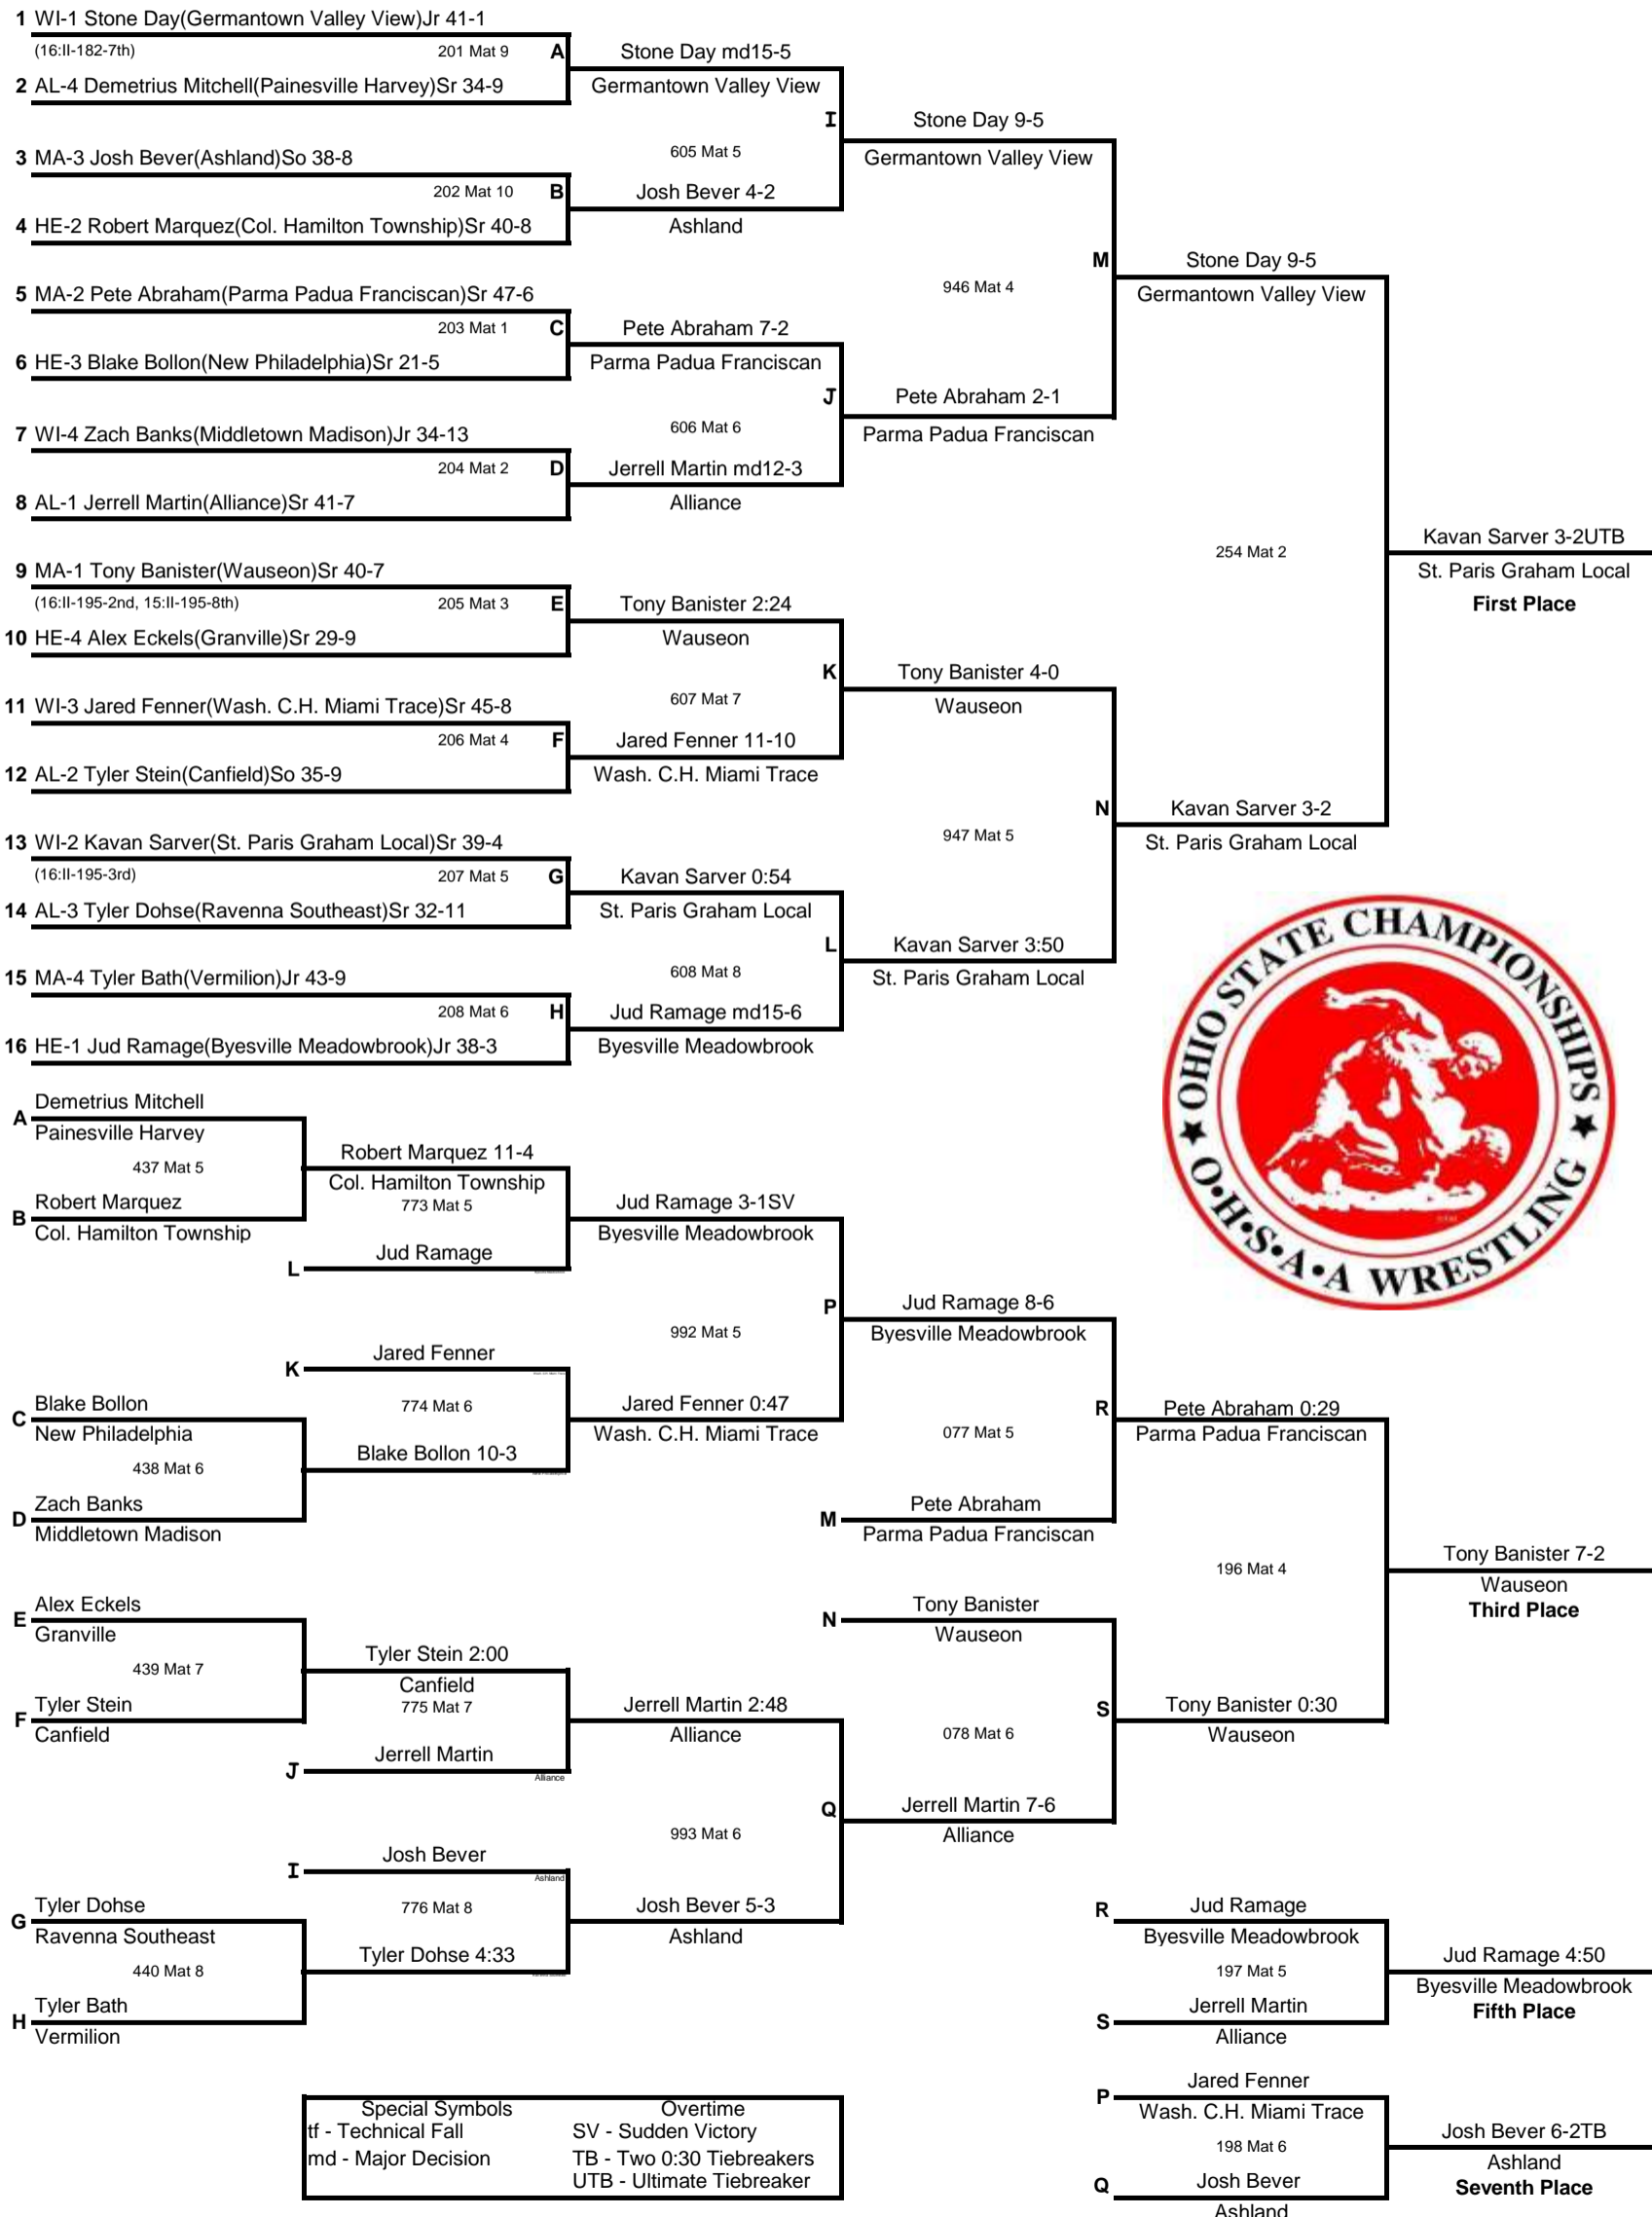 1 WI-1 Stone Day(Germantown Valley View)Jr 41-1
(16:II-182-7th) 201 Mat 9 A
2 AL-4 Demetrius Mitchell(Painesville Harvey)Sr 34-9
Stone Day md15-5
Germantown Valley View
3 MA-3 Josh Bever(Ashland)So 38-8
202 Mat 10 B
4 HE-2 Robert Marquez(Col. Hamilton Township)Sr 40-8
I
605 Mat 5
Josh Bever 4-2
Ashland
Stone Day 9-5
Germantown Valley View
5 MA-2 Pete Abraham(Parma Padua Franciscan)Sr 47-6
203 Mat 1 C
6 HE-3 Blake Bollon(New Philadelphia)Sr 21-5
Pete Abraham 7-2
Parma Padua Franciscan
7 WI-4 Zach Banks(Middletown Madison)Jr 34-13
204 Mat 2 D
8 AL-1 Jerrell Martin(Alliance)Sr 41-7
J
606 Mat 6
Jerrell Martin md12-3
Alliance
Pete Abraham 2-1
Parma Padua Franciscan
M
946 Mat 4
Stone Day 9-5
Germantown Valley View
9 MA-1 Tony Banister(Wauseon)Sr 40-7
(16:II-195-2nd, 15:II-195-8th) 205 Mat 3 E
10 HE-4 Alex Eckels(Granville)Sr 29-9
Tony Banister 2:24
Wauseon
11 WI-3 Jared Fenner(Wash. C.H. Miami Trace)Sr 45-8
206 Mat 4 F
12 AL-2 Tyler Stein(Canfield)So 35-9
K
607 Mat 7
Jared Fenner 11-10
Wash. C.H. Miami Trace
Tony Banister 4-0
Wauseon
13 WI-2 Kavan Sarver(St. Paris Graham Local)Sr 39-4
(16:II-195-3rd) 207 Mat 5 G
14 AL-3 Tyler Dohse(Ravenna Southeast)Sr 32-11
Kavan Sarver 0:54
St. Paris Graham Local
15 MA-4 Tyler Bath(Vermilion)Jr 43-9
208 Mat 6 H
16 HE-1 Jud Ramage(Byesville Meadowbrook)Jr 38-3
L
608 Mat 8
Jud Ramage md15-6
Byesville Meadowbrook
Kavan Sarver 3:50
St. Paris Graham Local
N
947 Mat 5
Kavan Sarver 3-2
St. Paris Graham Local
254 Mat 2
Kavan Sarver 3-2UTB
St. Paris Graham Local
First Place
★ OHIO STATE CHAMPIONSHIPS ★
O•H•S•A•A WRESTLING
A Demetrius Mitchell
Painesville Harvey
437 Mat 5
B Robert Marquez
Col. Hamilton Township
Robert Marquez 11-4
Col. Hamilton Township
773 Mat 5
L Jud Ramage
Jud Ramage 3-1SV
Byesville Meadowbrook
K Jared Fenner
C Blake Bollon
New Philadelphia
438 Mat 6
D Zach Banks
Middletown Madison
774 Mat 6
Blake Bollon 10-3
P
992 Mat 5
Jared Fenner 0:47
Wash. C.H. Miami Trace
Jud Ramage 8-6
Byesville Meadowbrook
R
077 Mat 5
M Pete Abraham
Parma Padua Franciscan
Pete Abraham 0:29
Parma Padua Franciscan
E Alex Eckels
Granville
439 Mat 7
F Tyler Stein
Canfield
Tyler Stein 2:00
Canfield
775 Mat 7
J Jerrell Martin
Alliance
Jerrell Martin 2:48
Alliance
I Josh Bever
Ashland
G Tyler Dohse
Ravenna Southeast
440 Mat 8
H Tyler Bath
Vermilion
776 Mat 8
Tyler Dohse 4:33
Q
993 Mat 6
Josh Bever 5-3
Ashland
N Tony Banister
Wauseon
S
078 Mat 6
Jerrell Martin 7-6
Alliance
Tony Banister 0:30
Wauseon
196 Mat 4
Tony Banister 7-2
Wauseon
Third Place
R Jud Ramage
Byesville Meadowbrook
197 Mat 5
S Jerrell Martin
Alliance
Jud Ramage 4:50
Byesville Meadowbrook
Fifth Place
P Jared Fenner
Wash. C.H. Miami Trace
198 Mat 6
Q Josh Bever
Ashland
Josh Bever 6-2TB
Ashland
Seventh Place
Special Symbols Overtime
tf - Technical Fall SV - Sudden Victory
md - Major Decision TB - Two 0:30 Tiebreakers
UTB - Ultimate Tiebreaker